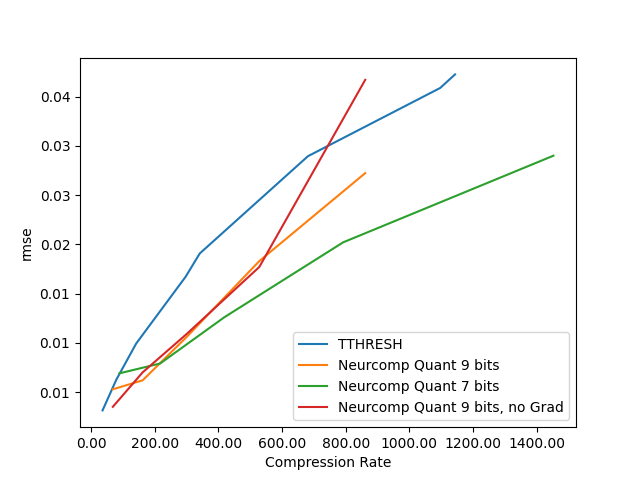 0.04
0.03
0.03
0.02
0.01
0.01
0.01
rmse
TTHRESH
Neurcomp Quant 9 bits
Neurcomp Quant 7 bits
Neurcomp Quant 9 bits, no Grad
0.00 200.00 400.00 600.00 800.00 1000.00 1200.00 1400.00
Compression Rate